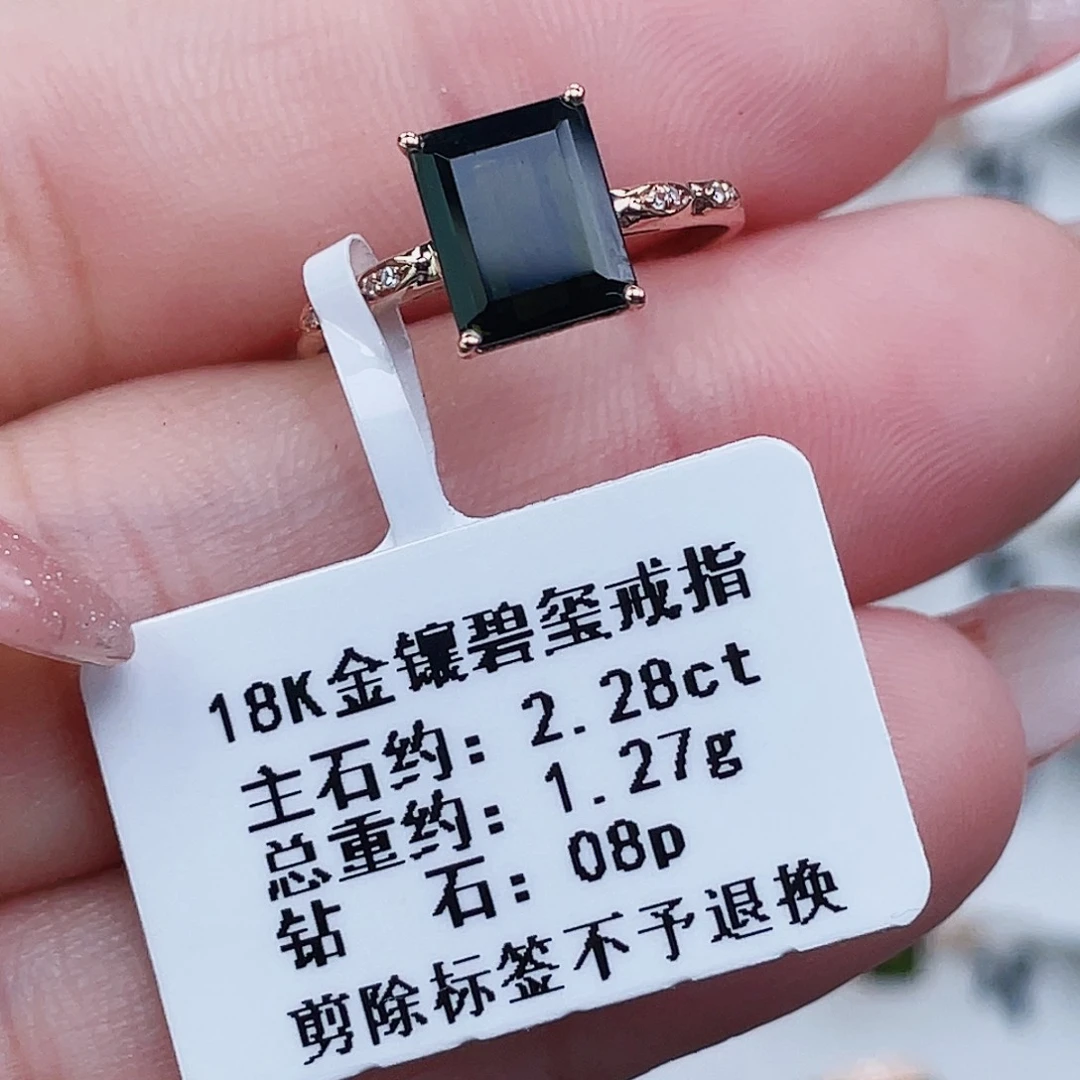 18K金镶碧玺戒指
主石约：2.28ct
总重约：1.27g
钻 石：08p
剪除标签不予退换